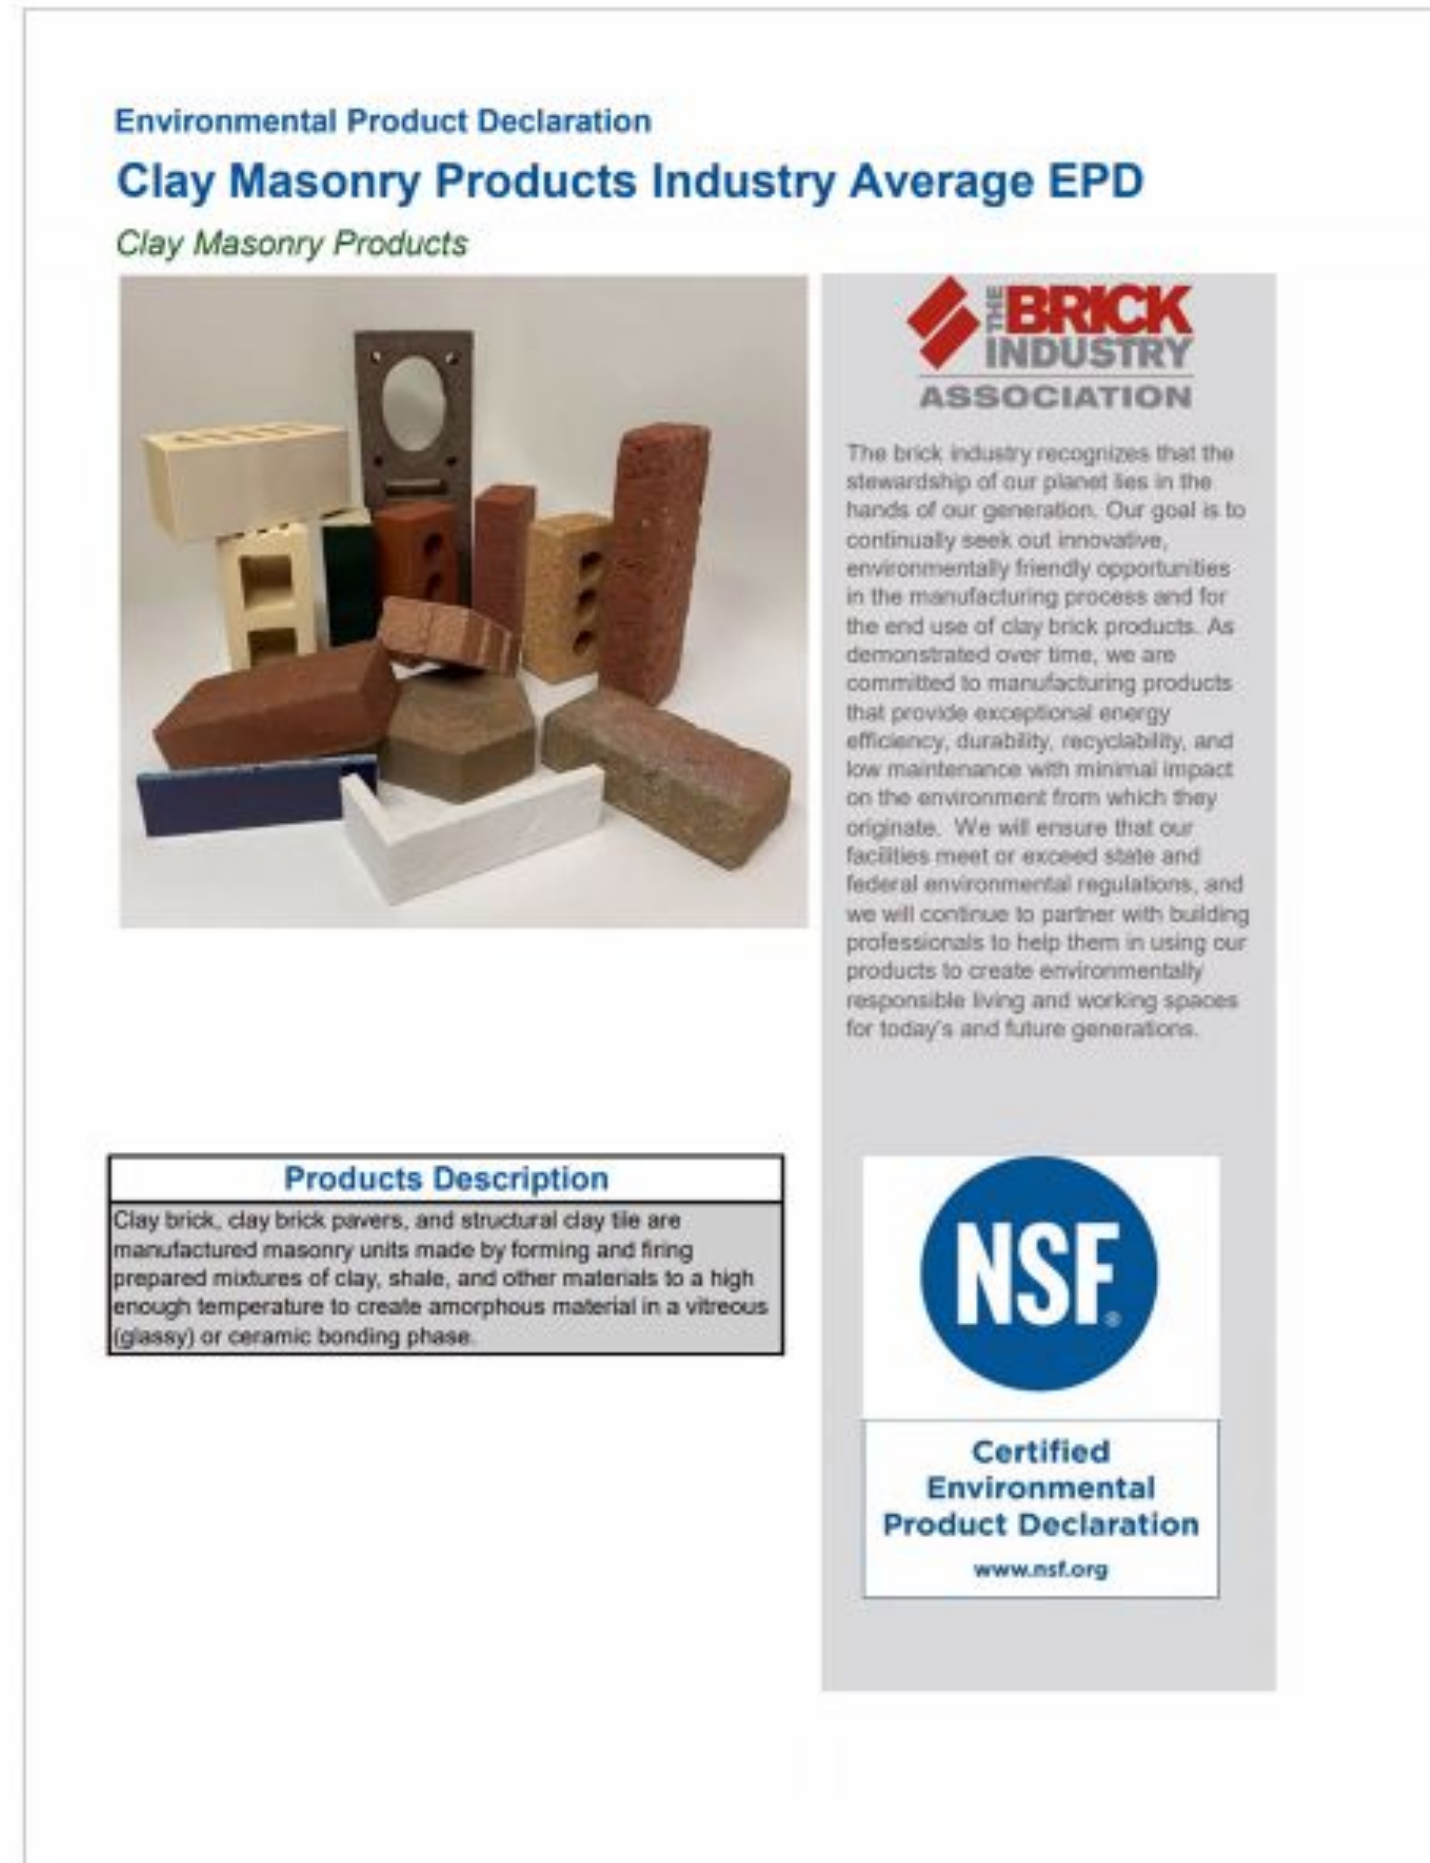 Environmental Product Declaration
Clay Masonry Products Industry Average EPD
Clay Masonry Products
THE BRICK
INDUSTRY
ASSOCIATION
The brick industry recognizes that the
stewardship of our planet lies in the
hands of our generation. Our goal is to
continually seek out innovative,
environmentally friendly opportunities
in the manufacturing process and for
the end use of clay brick products. As
demonstrated over time, we are
committed to manufacturing products
that provide exceptional energy
efficiency, durability, recyclability, and
low maintenance with minimal impact
on the environment from which they
originate. We will ensure that our
facilities meet or exceed state and
federal environmental regulations, and
we will continue to partner with building
professionals to help them in using our
products to create environmentally
responsible living and working spaces
for today's and future generations.
Products Description
Clay brick, clay brick pavers, and structural clay tile are
manufactured masonry units made by forming and firing
prepared mixtures of clay, shale, and other materials to a high
enough temperature to create amorphous material in a vitreous
(glassy) or ceramic bonding phase.
NSF®
Certified
Environmental
Product Declaration
www.nsf.org